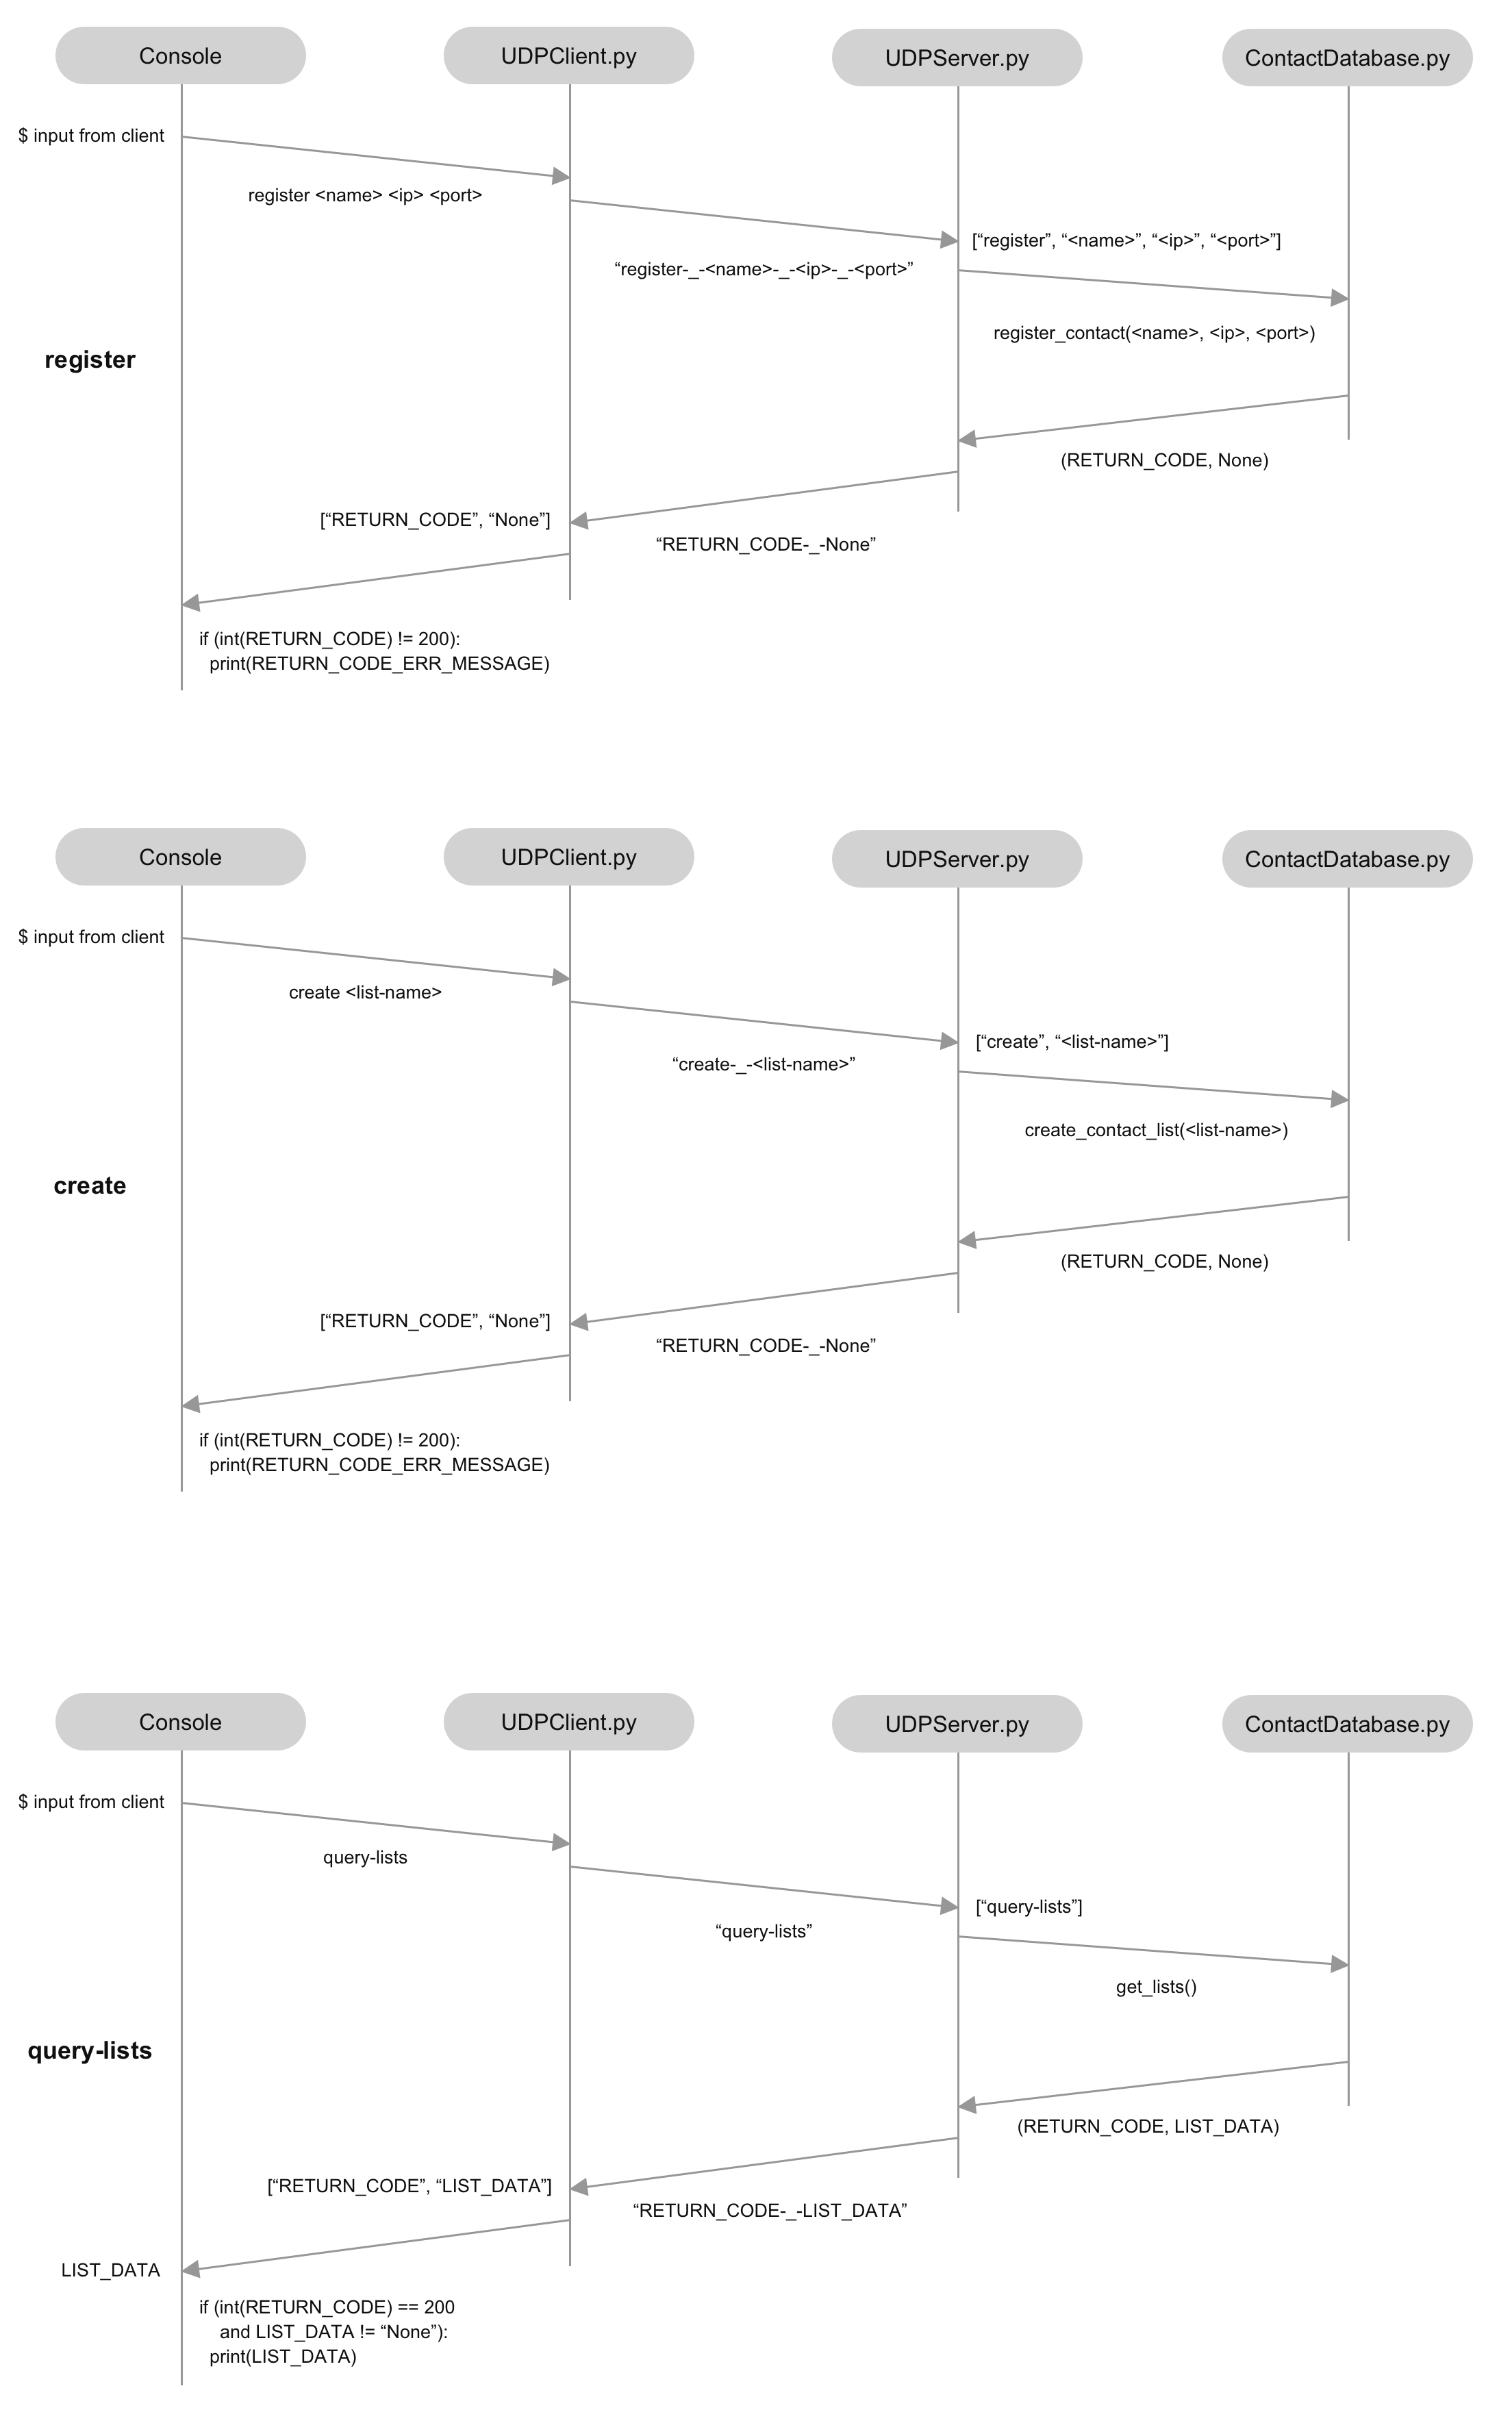 Console
UDPClient.py
UDPServer.py
ContactDatabase.py
$ input from client
register <name> <ip> <port>
[“register”, “<name>”, “<ip>”, “<port>”]
“register-_-<name>-_-<ip>-_-<port>”
register_contact(<name>, <ip>, <port>)
register
(RETURN_CODE, None)
[“RETURN_CODE”, “None”]
“RETURN_CODE-_-None”
if (int(RETURN_CODE) != 200):
print(RETURN_CODE_ERR_MESSAGE)
Console
UDPClient.py
UDPServer.py
ContactDatabase.py
$ input from client
create <list-name>
[“create”, “<list-name>”]
“create-_-<list-name>”
create_contact_list(<list-name>)
create
(RETURN_CODE, None)
[“RETURN_CODE”, “None”]
“RETURN_CODE-_-None”
if (int(RETURN_CODE) != 200):
print(RETURN_CODE_ERR_MESSAGE)
Console
UDPClient.py
UDPServer.py
ContactDatabase.py
$ input from client
query-lists
[“query-lists”]
“query-lists”
get_lists()
query-lists
(RETURN_CODE, LIST_DATA)
[“RETURN_CODE”, “LIST_DATA”]
“RETURN_CODE-_-LIST_DATA”
LIST_DATA
if (int(RETURN_CODE) == 200
and LIST_DATA != “None”):
print(LIST_DATA)